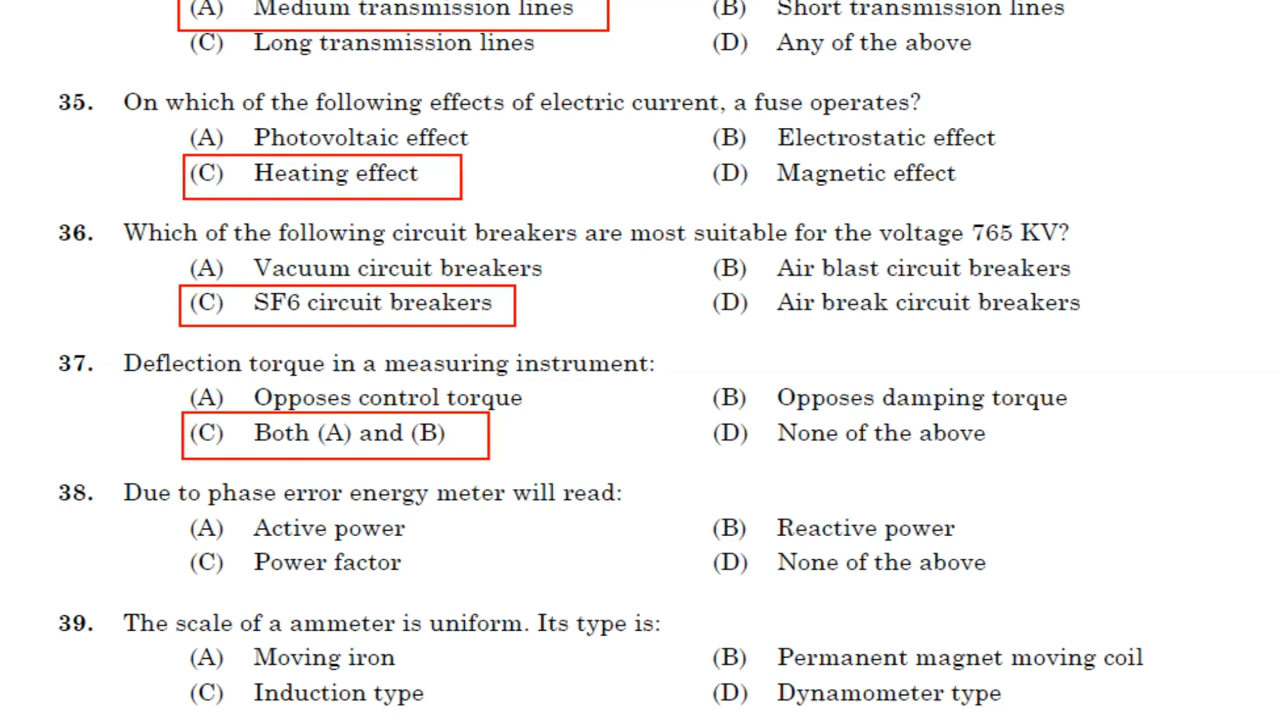 (A) Medium transmission lines (B) Short transmission lines
(C) Long transmission lines (D) Any of the above
35. On which of the following effects of electric current, a fuse operates?
(A) Photovoltaic effect (B) Electrostatic effect
(C) Heating effect (D) Magnetic effect
36. Which of the following circuit breakers are most suitable for the voltage 765 KV?
(A) Vacuum circuit breakers (B) Air blast circuit breakers
(C) SF6 circuit breakers (D) Air break circuit breakers
37. Deflection torque in a measuring instrument:
(A) Opposes control torque (B) Opposes damping torque
(C) Both (A) and (B) (D) None of the above
38. Due to phase error energy meter will read:
(A) Active power (B) Reactive power
(C) Power factor (D) None of the above
39. The scale of a ammeter is uniform. Its type is:
(A) Moving iron (B) Permanent magnet moving coil
(C) Induction type (D) Dynamometer type